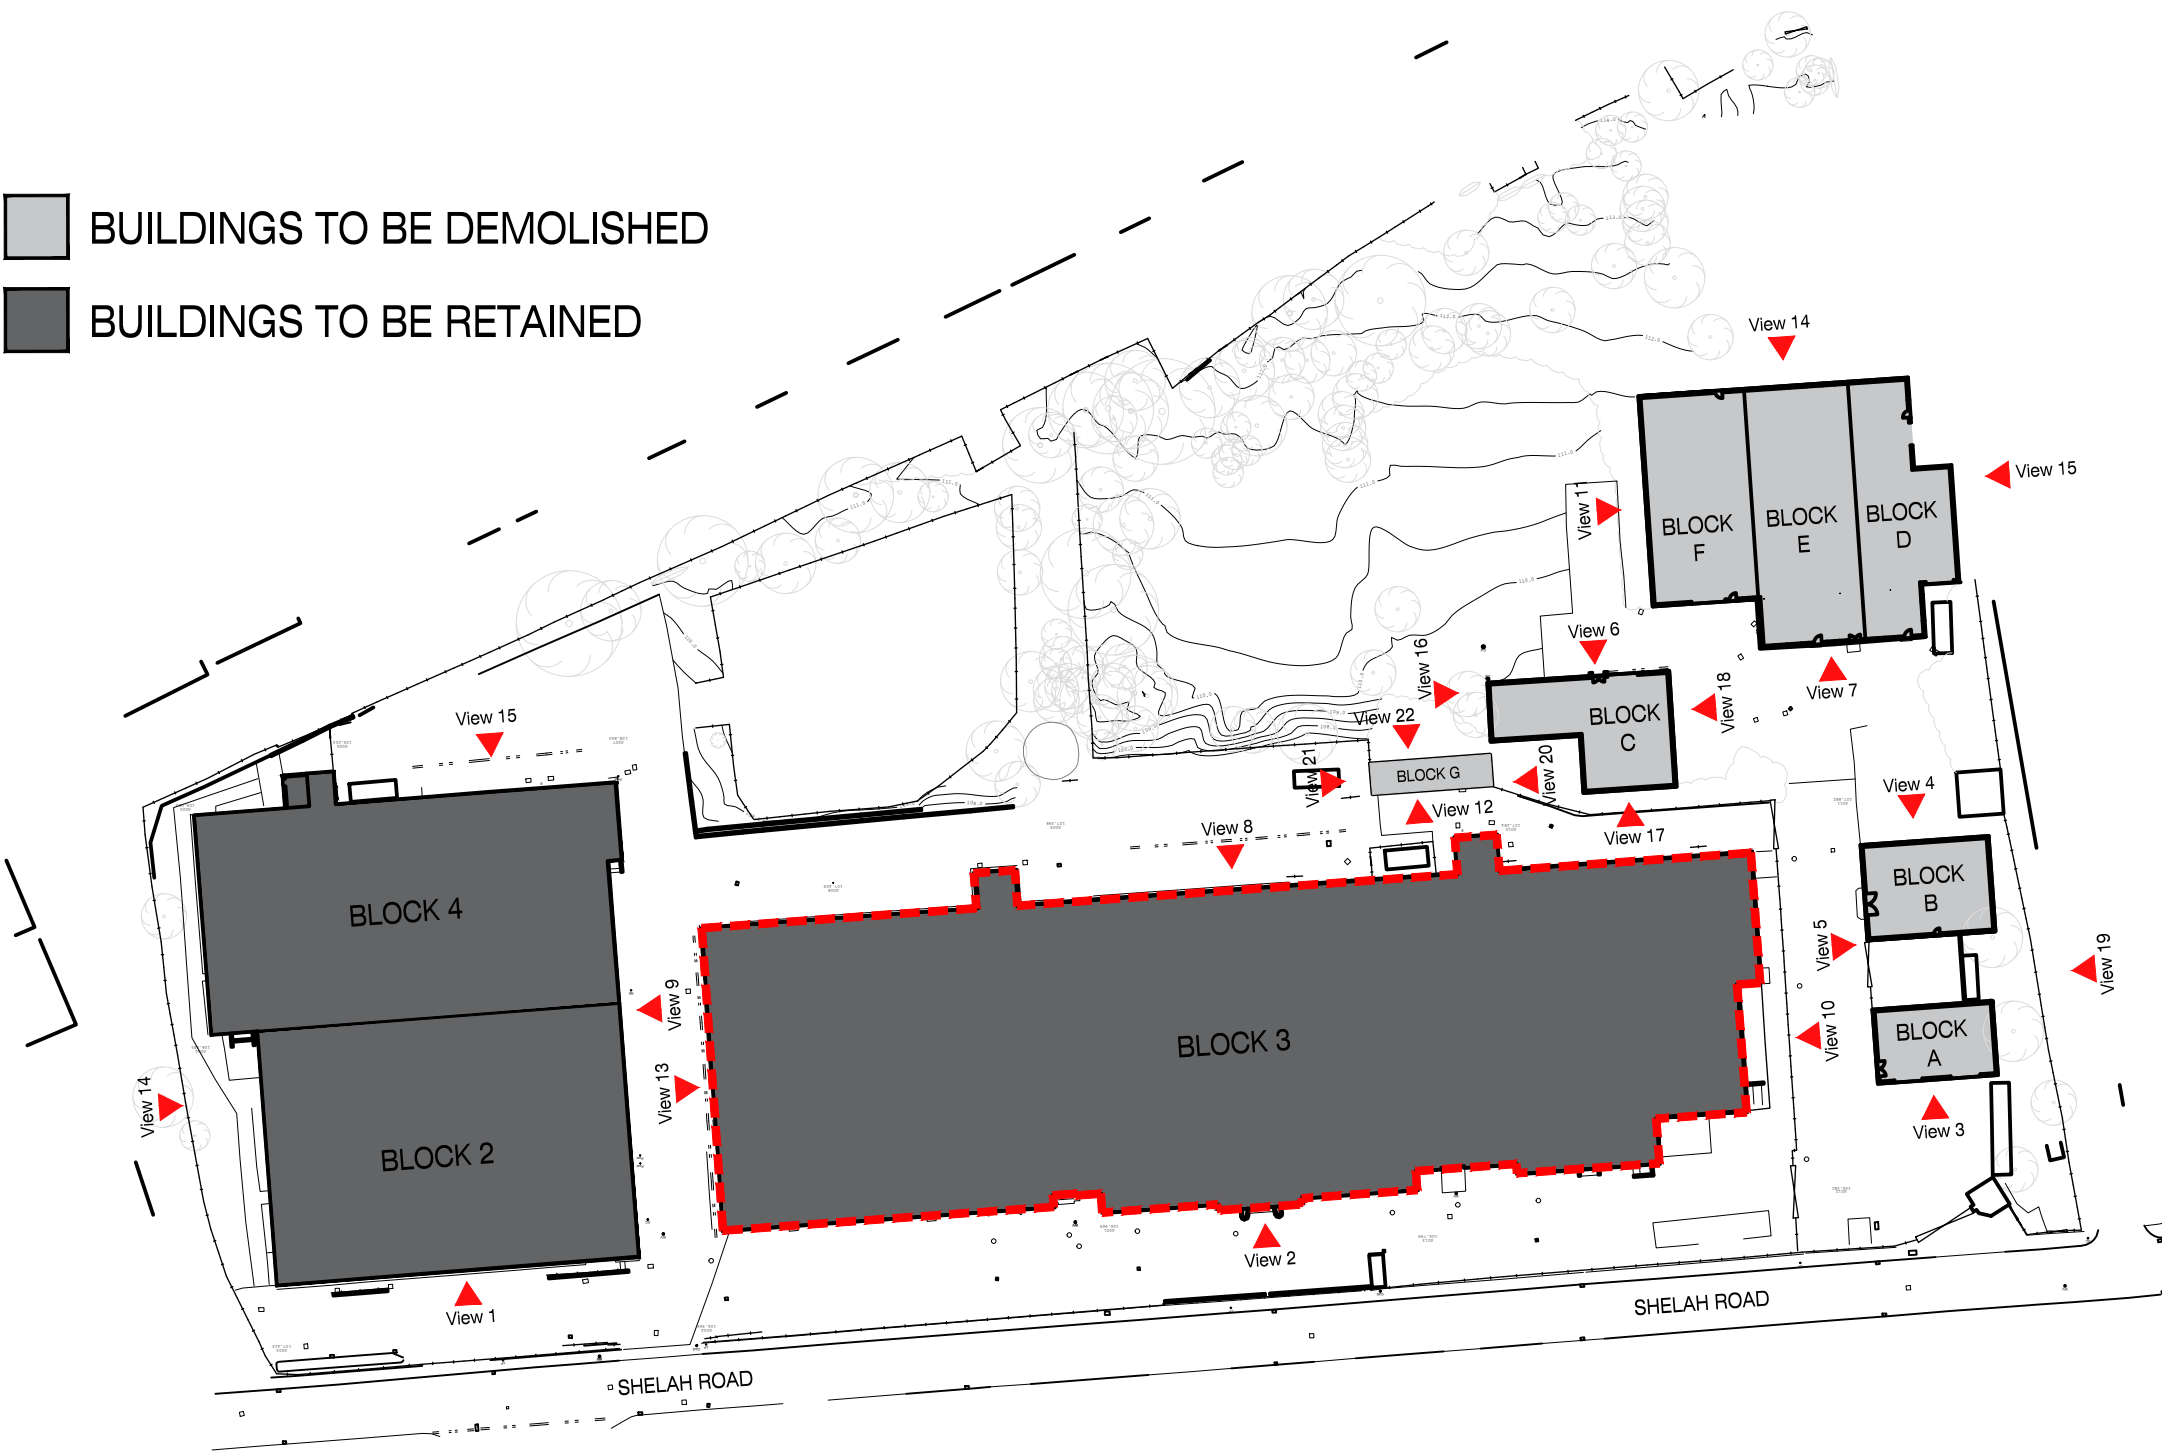 BUILDINGS TO BE DEMOLISHED
BUILDINGS TO BE RETAINED
View 14
View 15
View 11
BLOCK
F
BLOCK
E
BLOCK
D
View 6
View 16
View 18
View 7
BLOCK
C
View 15
View 22
View 21
BLOCK G
View 20
View 12
View 17
View 8
View 4
BLOCK
B
BLOCK 4
View 5
View 19
View 9
View 10
BLOCK 3
BLOCK
A
View 13
View 14
View 3
BLOCK 2
View 2
View 1
SHELAH ROAD
SHELAH ROAD